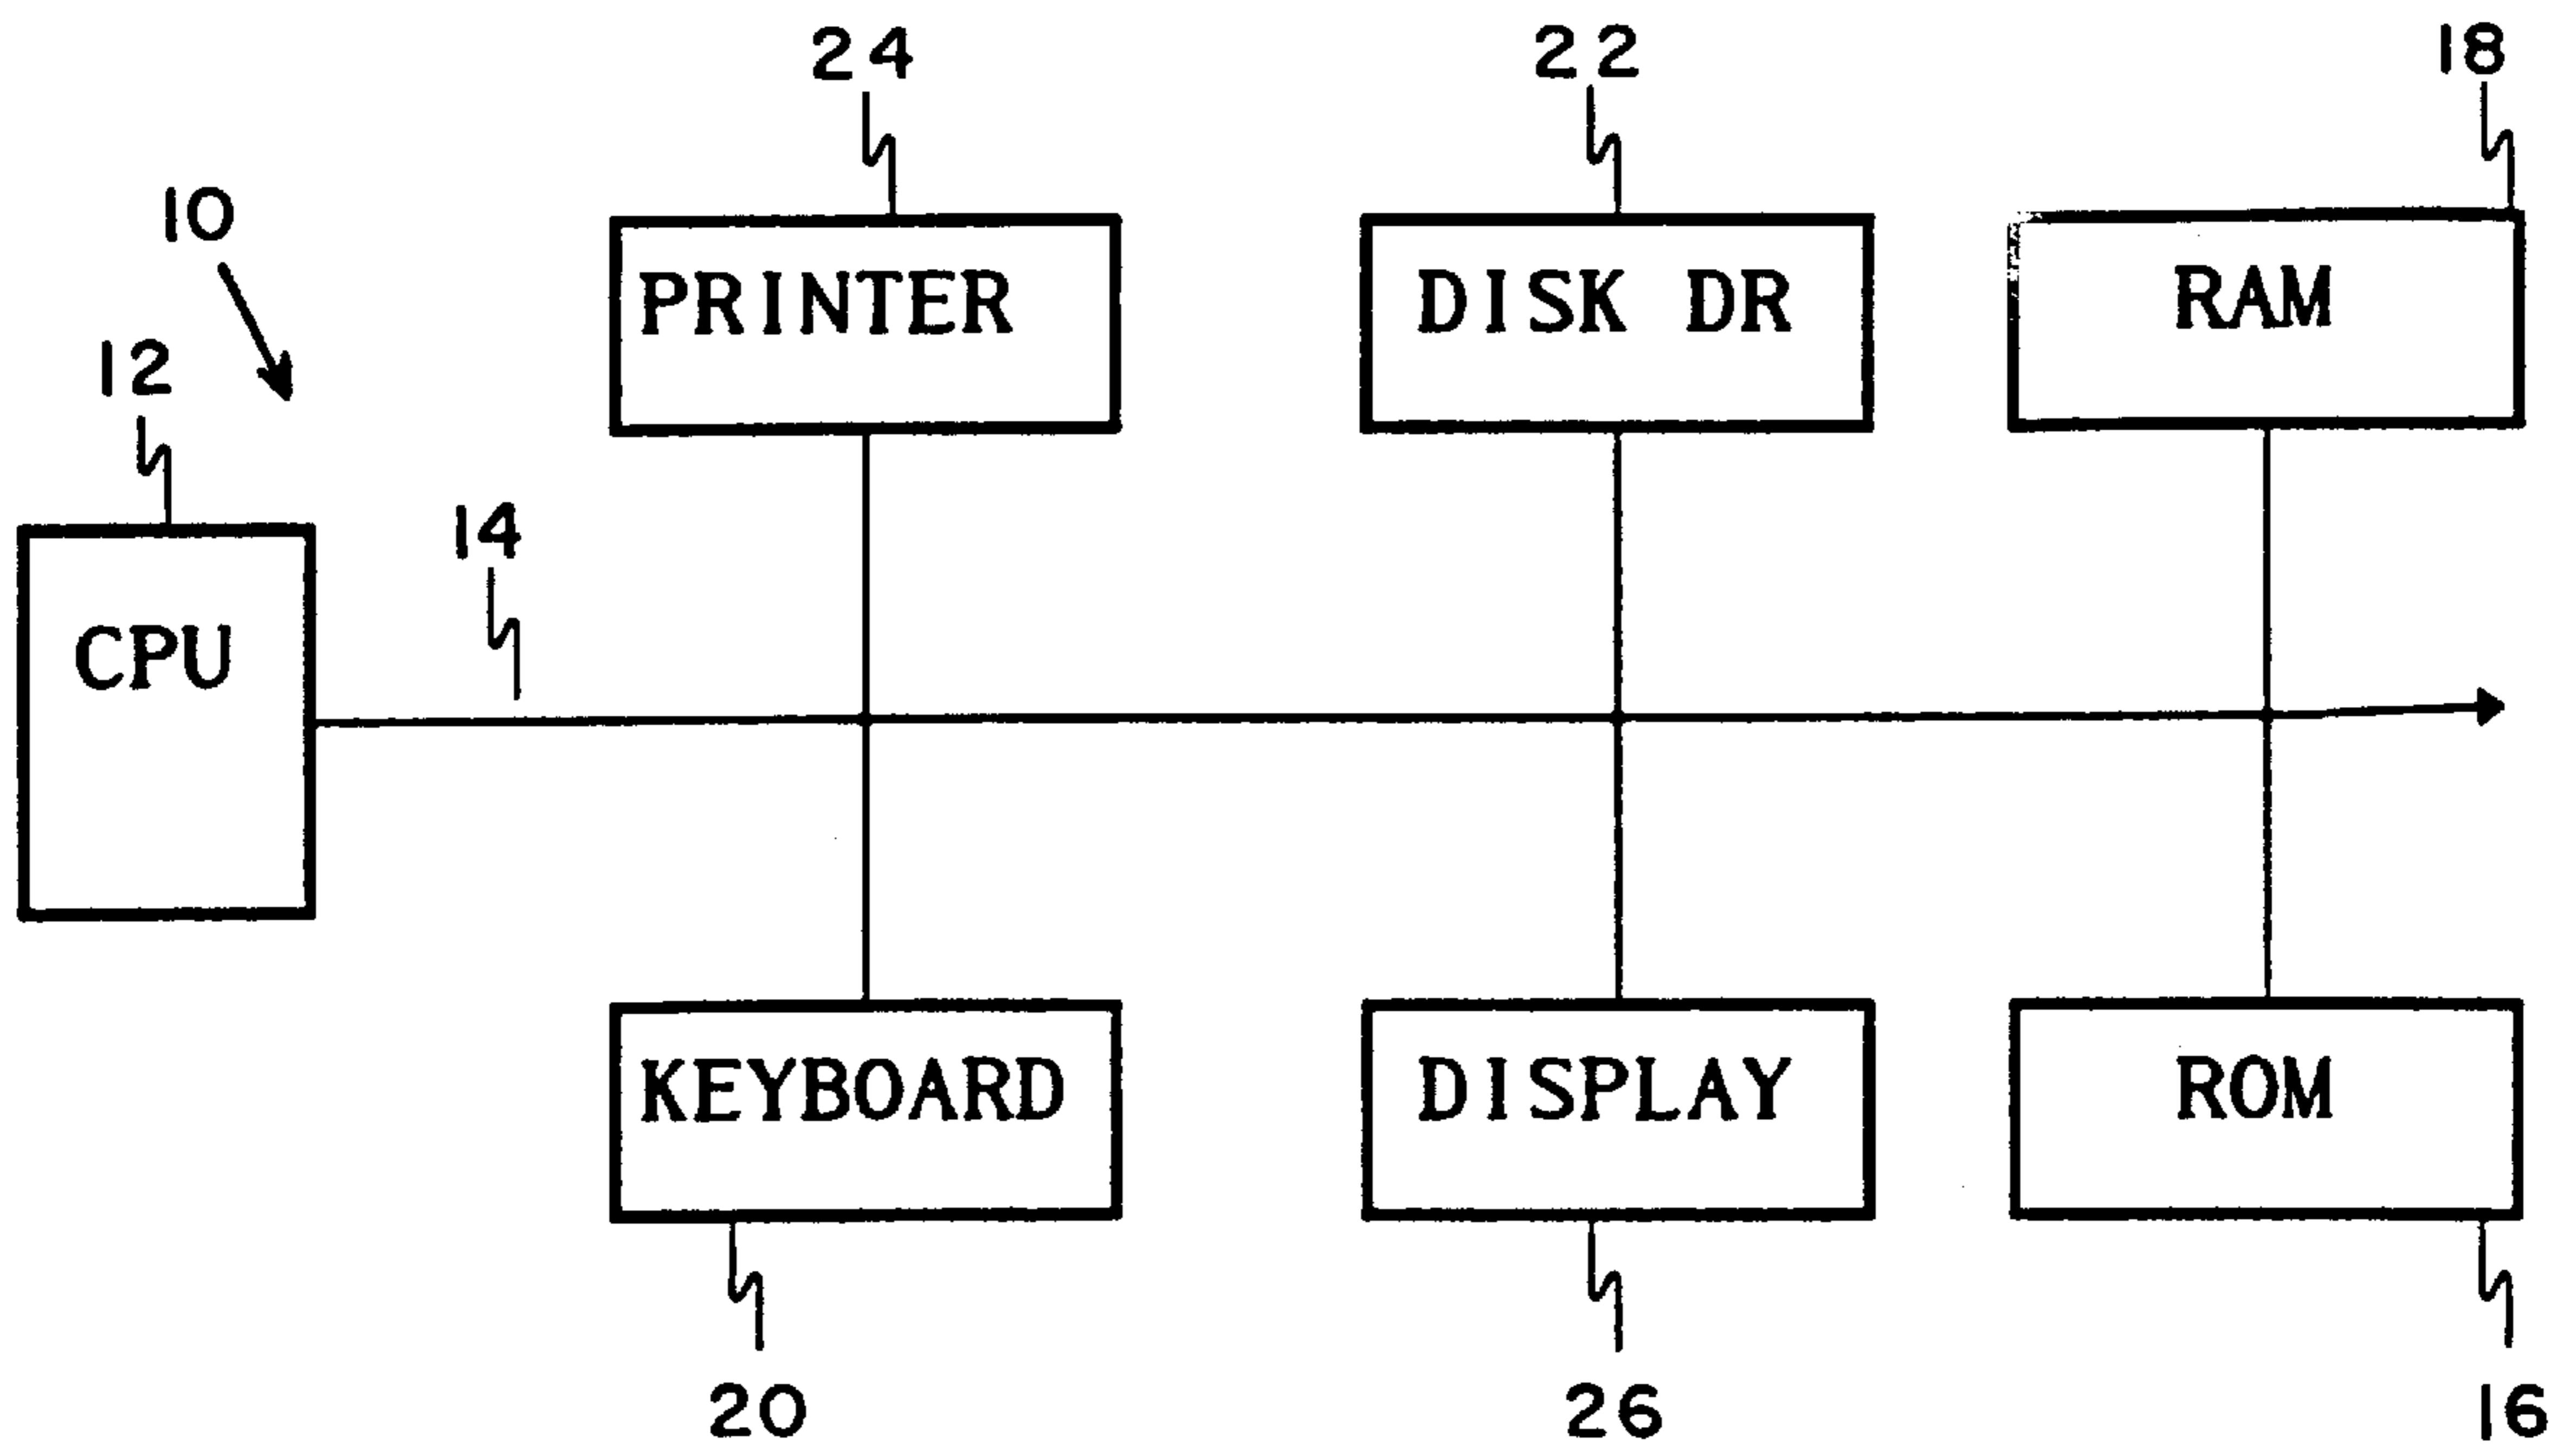 24 22 18
10
PRINTER DISK DR RAM
12
14
CPU
KEYBOARD DISPLAY ROM
20 26 16